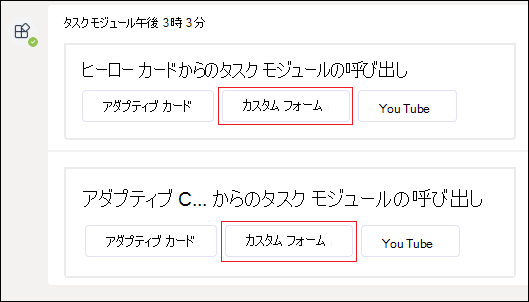 タスクモジュール午後 3時 3分
ヒーロー カードからのタスク モジュールの呼び出し
アダプティブ カード カスタム フォーム You Tube
アダプティブ C... からのタスク モジュールの呼び出し
アダプティブ カード カスタム フォーム You Tube